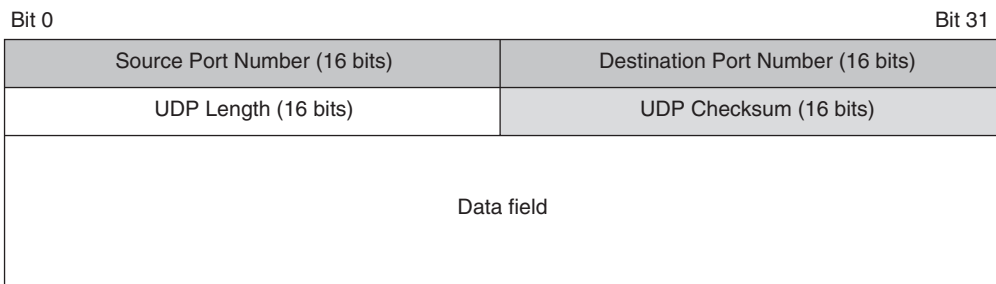 Bit 0 Bit 31
Source Port Number (16 bits) Destination Port Number (16 bits)
UDP Length (16 bits) UDP Checksum (16 bits)
Data field